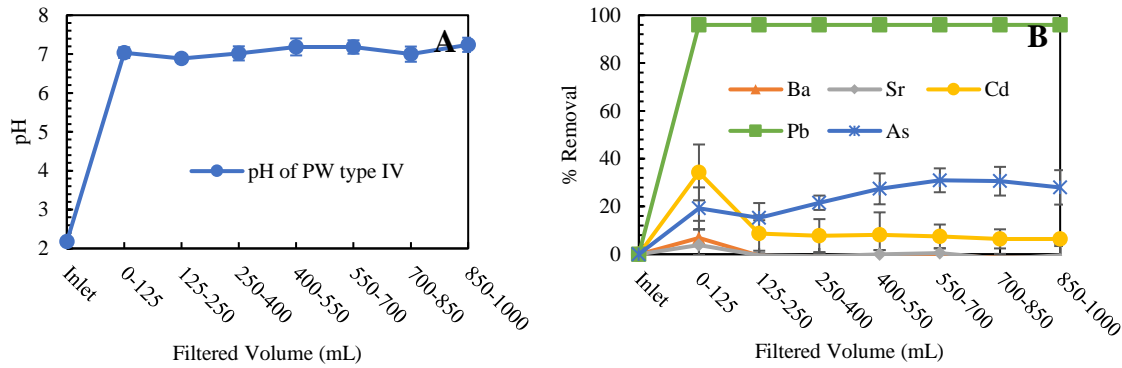 A
8
7
6
5
4
3
2
pH
pH of PW type IV
Inlet
0-125
125-250
250-400
400-550
550-700
700-850
850-1000
Filtered Volume (mL)
B
100
80
60
40
20
0
% Removal
Ba Sr Cd
Pb As
Inlet
0-125
125-250
250-400
400-550
550-700
700-850
850-1000
Filtered Volume (mL)